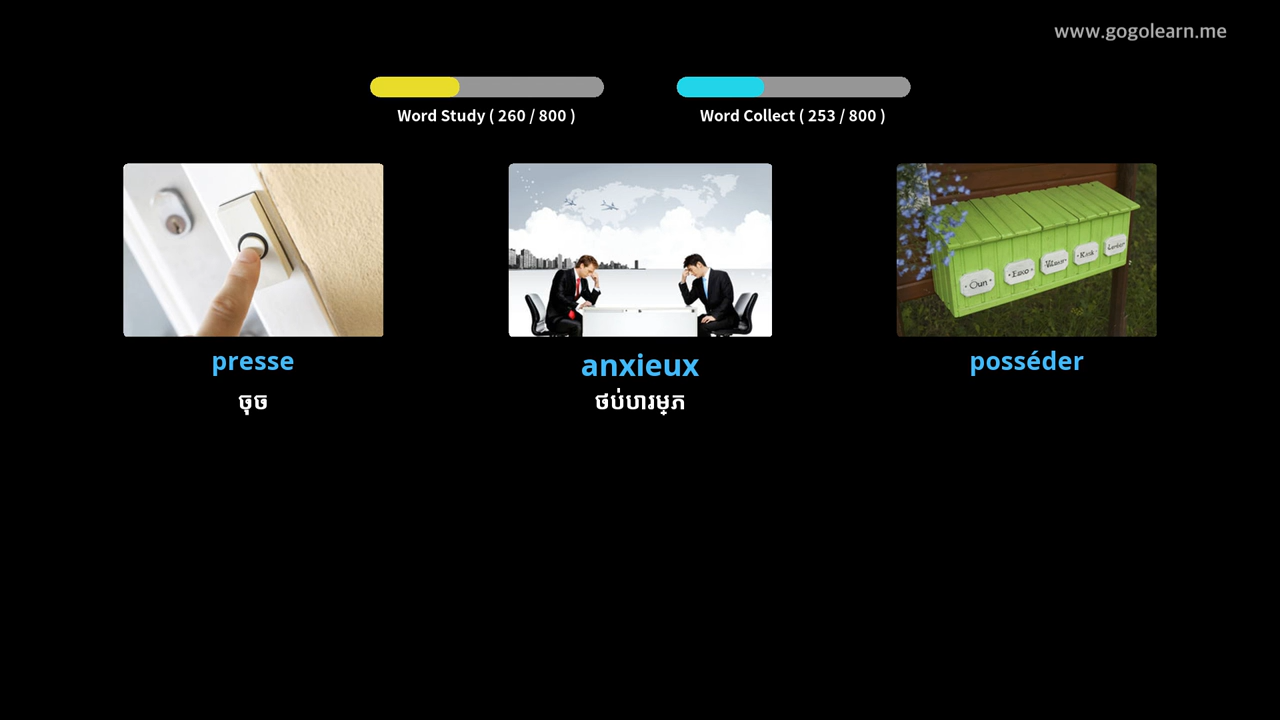 www.gogolearn.me
Word Study ( 260 / 800 )
Word Collect ( 253 / 800 )
Oun
presse
anxieux
posséder
ចុច
ថប់បារម្ភ